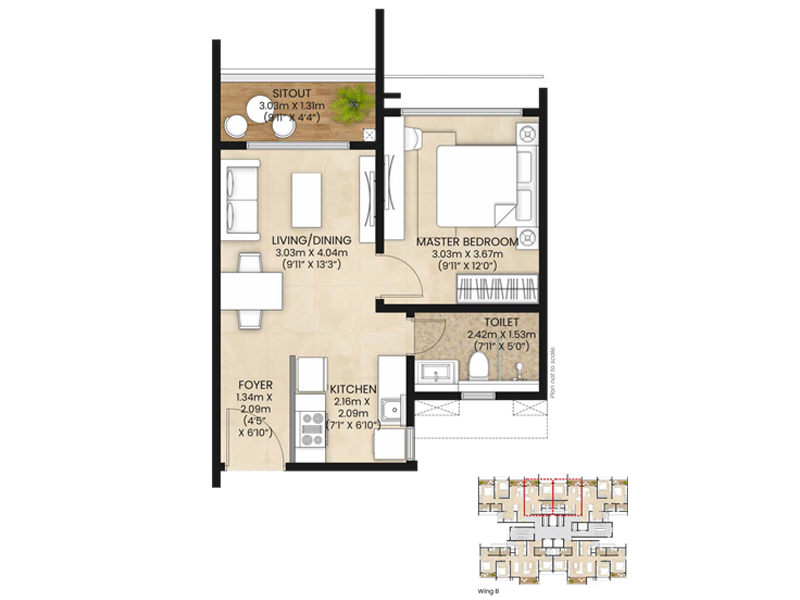 SITOUT
3.03m X 1.31m
(9'11" X 4'4")
LIVING/DINING
3.03m X 4.04m
(9'11" X 13'3")
MASTER BEDROOM
3.03m X 3.67m
(9'11" X 12'0")
TOILET
2.42m X 1.53m
(7'11" X 5'0")
Plan not to scale
FOYER
1.34m X
2.09m
(4'5"
X 6'10")
KITCHEN
2.16m X
2.09m
(7'1" X 6'10")
Wing B